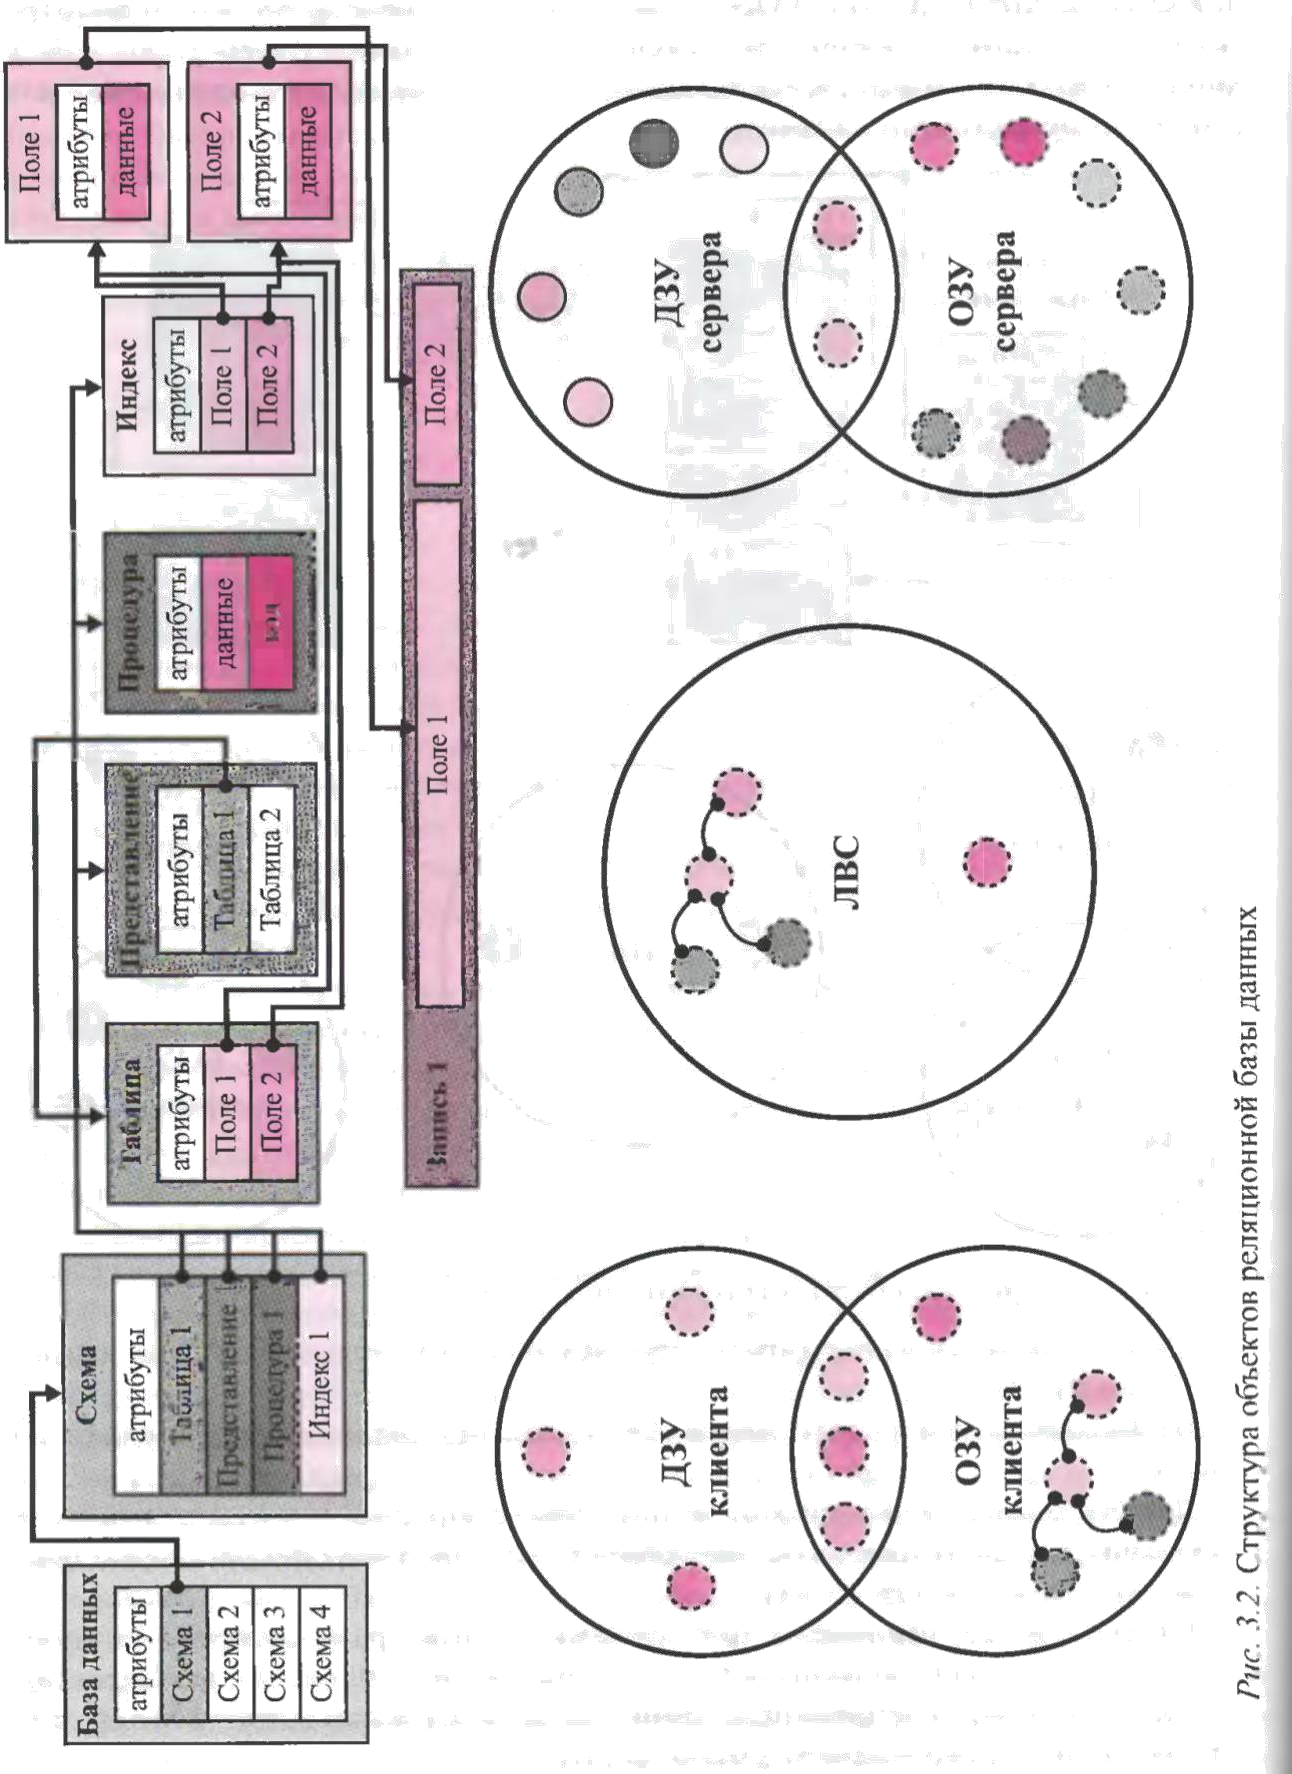 База данных
атрибуты
Схема 1
Схема 2
Схема 3
Схема 4
Схема
атрибуты
Таблица 1
Представление 1
Процедура 1
Индекс 1
Таблица
атрибуты
Поле 1
Поле 2
Представление
атрибуты
Таблица 1
Таблица 2
Процедура
атрибуты
данные
код
Индекс
атрибуты
Поле 1
Поле 2
Поле 1
атрибуты
данные
Поле 2
атрибуты
данные
Запись 1
Поле 1
Поле 2
ДЗУ
клиента
ОЗУ
клиента
ЛВС
ДЗУ
сервера
ОЗУ
сервера
Рис. 3.2. Структура объектов реляционной базы данных